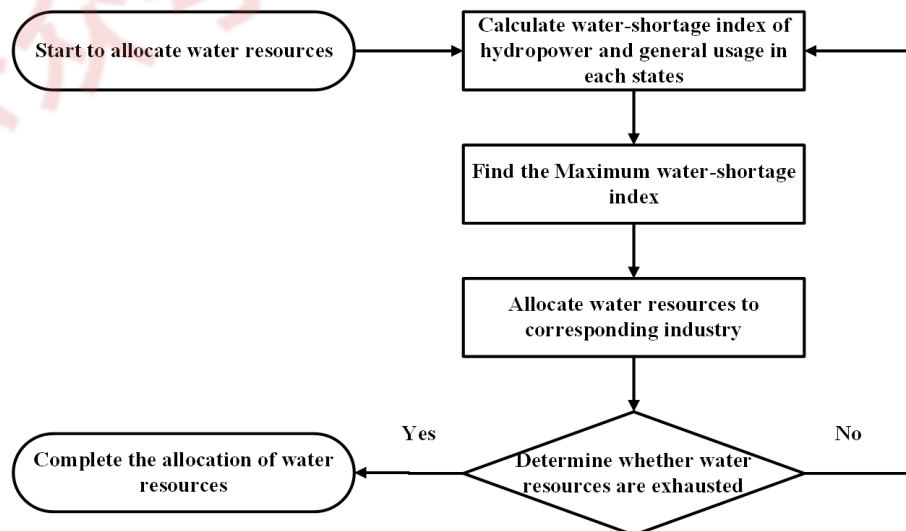 Start to allocate water resources
Calculate water-shortage index of
hydropower and general usage in
each states
Find the Maximum water-shortage
index
Allocate water resources to
corresponding industry
Yes
No
Determine whether water
resources are exhausted
Complete the allocation of water
resources